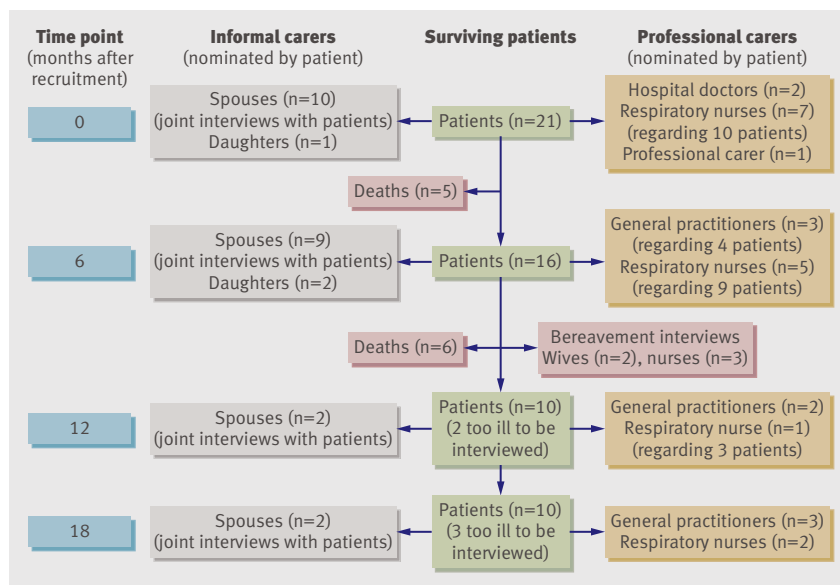 Time point
(months after
recruitment)
Informal carers
(nominated by patient)
Surviving patients
Professional carers
(nominated by patient)
0
Spouses (n=10)
(joint interviews with patients)
Daughters (n=1)
Patients (n=21)
Hospital doctors (n=2)
Respiratory nurses (n=7)
(regarding 10 patients)
Professional carer (n=1)
Deaths (n=5)
6
Spouses (n=9)
(joint interviews with patients)
Daughters (n=2)
Patients (n=16)
General practitioners (n=3)
(regarding 4 patients)
Respiratory nurses (n=5)
(regarding 9 patients)
Deaths (n=6)
Bereavement interviews
Wives (n=2), nurses (n=3)
12
Spouses (n=2)
(joint interviews with patients)
Patients (n=10)
(2 too ill to be
interviewed)
General practitioners (n=2)
Respiratory nurse (n=1)
(regarding 3 patients)
18
Spouses (n=2)
(joint interviews with patients)
Patients (n=10)
(3 too ill to be
interviewed)
General practitioners (n=3)
Respiratory nurses (n=2)